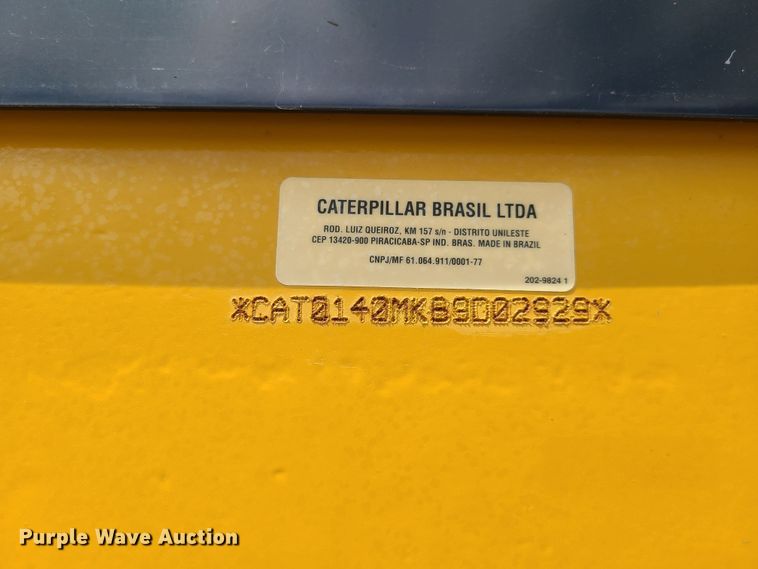 CATERPILLAR BRASIL LTDA
ROD. LUIZ QUEIROZ, KM 157 s/n - DISTRITO UNILESTE
CEP 13420-900 PIRACICABA-SP IND. BRAS. MADE IN BRAZIL
CNPJ/MF 61.064.911/0001-77
202-9824 1
*CAT0140MKB9D02929*
Purple Wave Auction